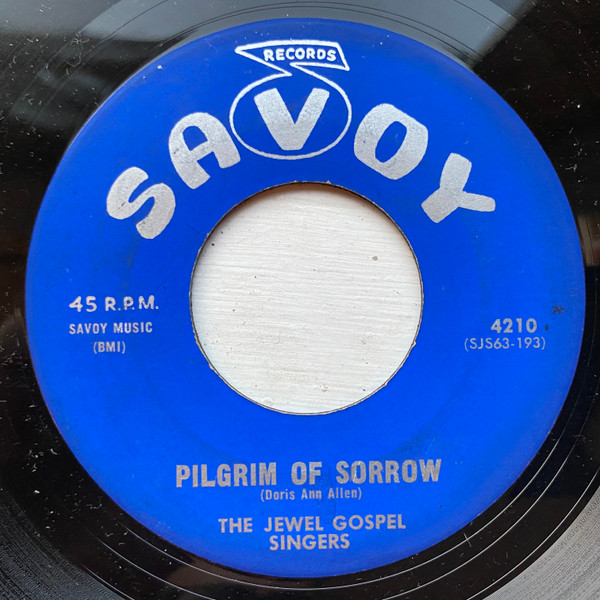 RECORDS
SAVOY
45 R.P.M.
SAVOY MUSIC
(BMI)
4210
(SJS63-193)
PILGRIM OF SORROW
(Doris Ann Allen)
THE JEWEL GOSPEL
SINGERS